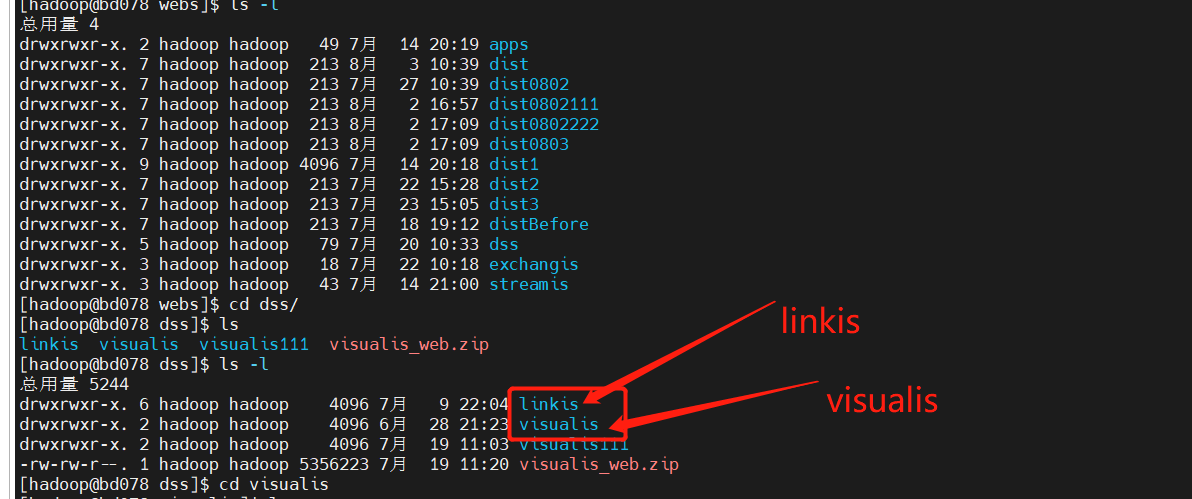 [hadoop@bd078 webs]$ ls -l
总用量 4
drwxrwxr-x. 2 hadoop hadoop   49 7月  14 20:19 apps
drwxrwxr-x. 7 hadoop hadoop  213 8月   3 10:39 dist
drwxrwxr-x. 7 hadoop hadoop  213 7月  27 10:39 dist0802
drwxrwxr-x. 7 hadoop hadoop  213 8月   2 16:57 dist0802111
drwxrwxr-x. 7 hadoop hadoop  213 8月   2 17:09 dist0802222
drwxrwxr-x. 7 hadoop hadoop  213 8月   2 17:09 dist0803
drwxrwxr-x. 9 hadoop hadoop 4096 7月  14 20:18 dist1
drwxrwxr-x. 7 hadoop hadoop  213 7月  22 15:28 dist2
drwxrwxr-x. 7 hadoop hadoop  213 7月  23 15:05 dist3
drwxrwxr-x. 7 hadoop hadoop  213 7月  18 19:12 distBefore
drwxrwxr-x. 5 hadoop hadoop   79 7月  20 10:33 dss
drwxrwxr-x. 3 hadoop hadoop   18 7月  22 10:18 exchangis
drwxrwxr-x. 3 hadoop hadoop   43 7月  14 21:00 streamis
[hadoop@bd078 webs]$ cd dss/
[hadoop@bd078 dss]$ ls
linkis
linkis  visualis  visualis111  visualis_web.zip
[hadoop@bd078 dss]$ ls -l
总用量 5244
drwxrwxr-x. 6 hadoop hadoop    4096 7月   9 22:04 linkis
visualis
drwxrwxr-x. 2 hadoop hadoop    4096 6月  28 21:23 visualis
drwxrwxr-x. 2 hadoop hadoop    4096 7月  19 11:03 visualis111
-rw-rw-r--. 1 hadoop hadoop 5356223 7月  19 11:20 visualis_web.zip
[hadoop@bd078 dss]$ cd visualis